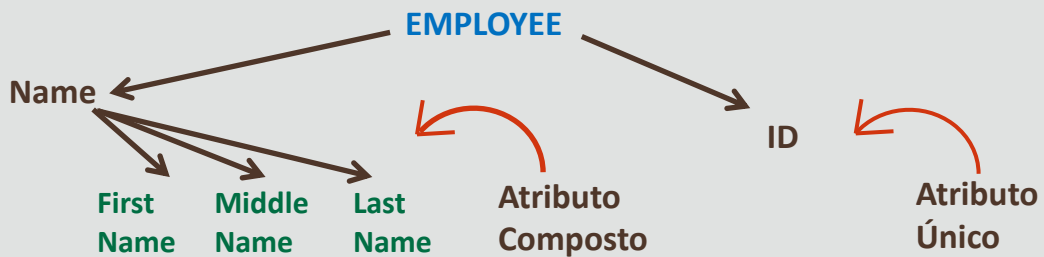 EMPLOYEE
Name
ID
First
Name
Middle
Name
Last
Name
Atributo
Composto
Atributo
Único